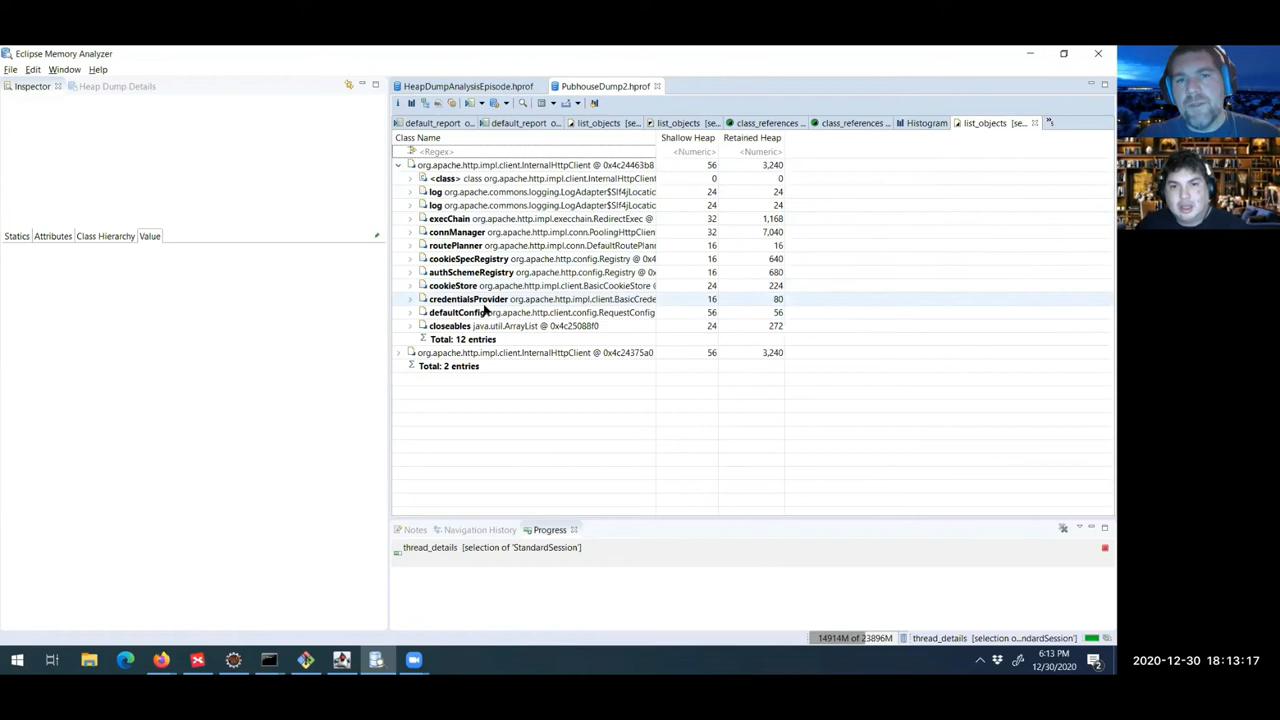 Eclipse Memory Analyzer
File Edit Window Help
Inspector Heap Dump Details
HeapDumpAnalysisEpisode.hprof PubhouseDump2.hprof
default_report o... default_report o... list_objects [se... list_objects [se... class_references ... class_references ... Histogram list_objects [se... »5
Class Name Shallow Heap Retained Heap
<Regex> <Numeric> <Numeric>
org.apache.http.impl.client.InternalHttpClient @ 0x4c24463b8 56 3,240
<class> class org.apache.http.impl.client.InternalHttpClient 0 0
log org.apache.commons.logging.LogAdapter$Slf4jLocatic 24 24
log org.apache.commons.logging.LogAdapter$Slf4jLocatic 24 24
execChain org.apache.http.impl.execchain.RedirectExec @ 32 1,168
connManager org.apache.http.impl.conn.PoolingHttpClient 32 7,040
routePlanner org.apache.http.impl.conn.DefaultRoutePlanr 16 16
cookieSpecRegistry org.apache.http.config.Registry @ 0x4 16 640
authSchemeRegistry org.apache.http.config.Registry @ 0x 16 680
cookieStore org.apache.http.impl.client.BasicCookieStore @ 24 224
credentialsProvider org.apache.http.impl.client.BasicCrede 16 80
defaultConfig org.apache.http.client.config.RequestConfig 56 56
closeables java.util.ArrayList @ 0x4c25088f0 24 272
Σ Total: 12 entries
org.apache.http.impl.client.InternalHttpClient @ 0x4c24375a0 56 3,240
Σ Total: 2 entries
Statics Attributes Class Hierarchy Value
Notes Navigation History Progress
thread_details [selection of 'StandardSession']
14914M of 23896M thread_details [selection o...ndardSession']
6:13 PM
12/30/2020
2
2020-12-30 18:13:17